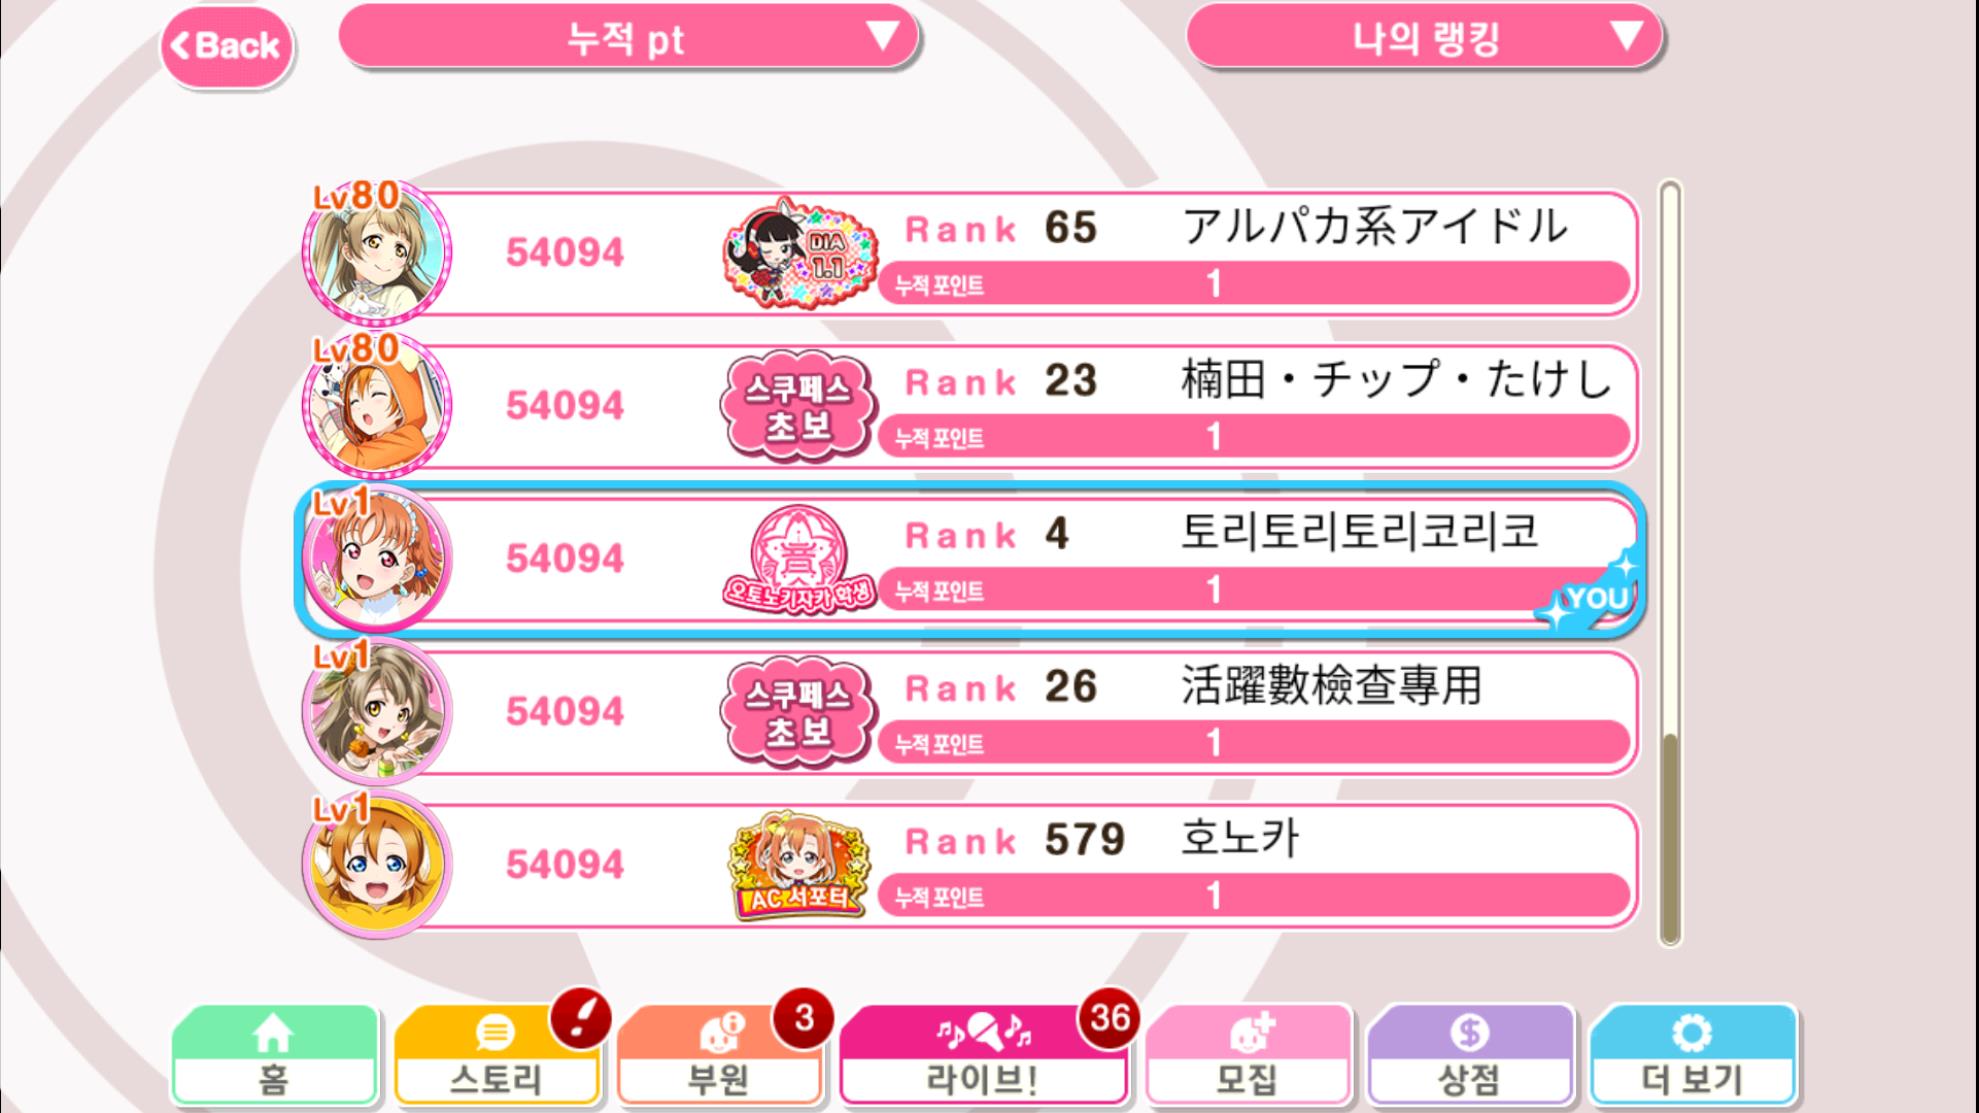 Back
누적 pt
나의 랭킹
Lv80
54094
DIA
1.1
Rank 65
アルパカ系アイドル
누적 포인트
1
Lv80
54094
스쿠페스
초보
Rank 23
楠田・チップ・たけし
누적 포인트
1
Lv1
54094
오토노키자카 학생
Rank 4
토리토리토리코리코
누적 포인트
1
YOU
Lv1
54094
스쿠페스
초보
Rank 26
活躍數檢查專用
누적 포인트
1
Lv1
54094
AC 서포터
Rank 579
호노카
누적 포인트
1
3
36
홈
스토리
부원
라이브!
모집
상점
더 보기